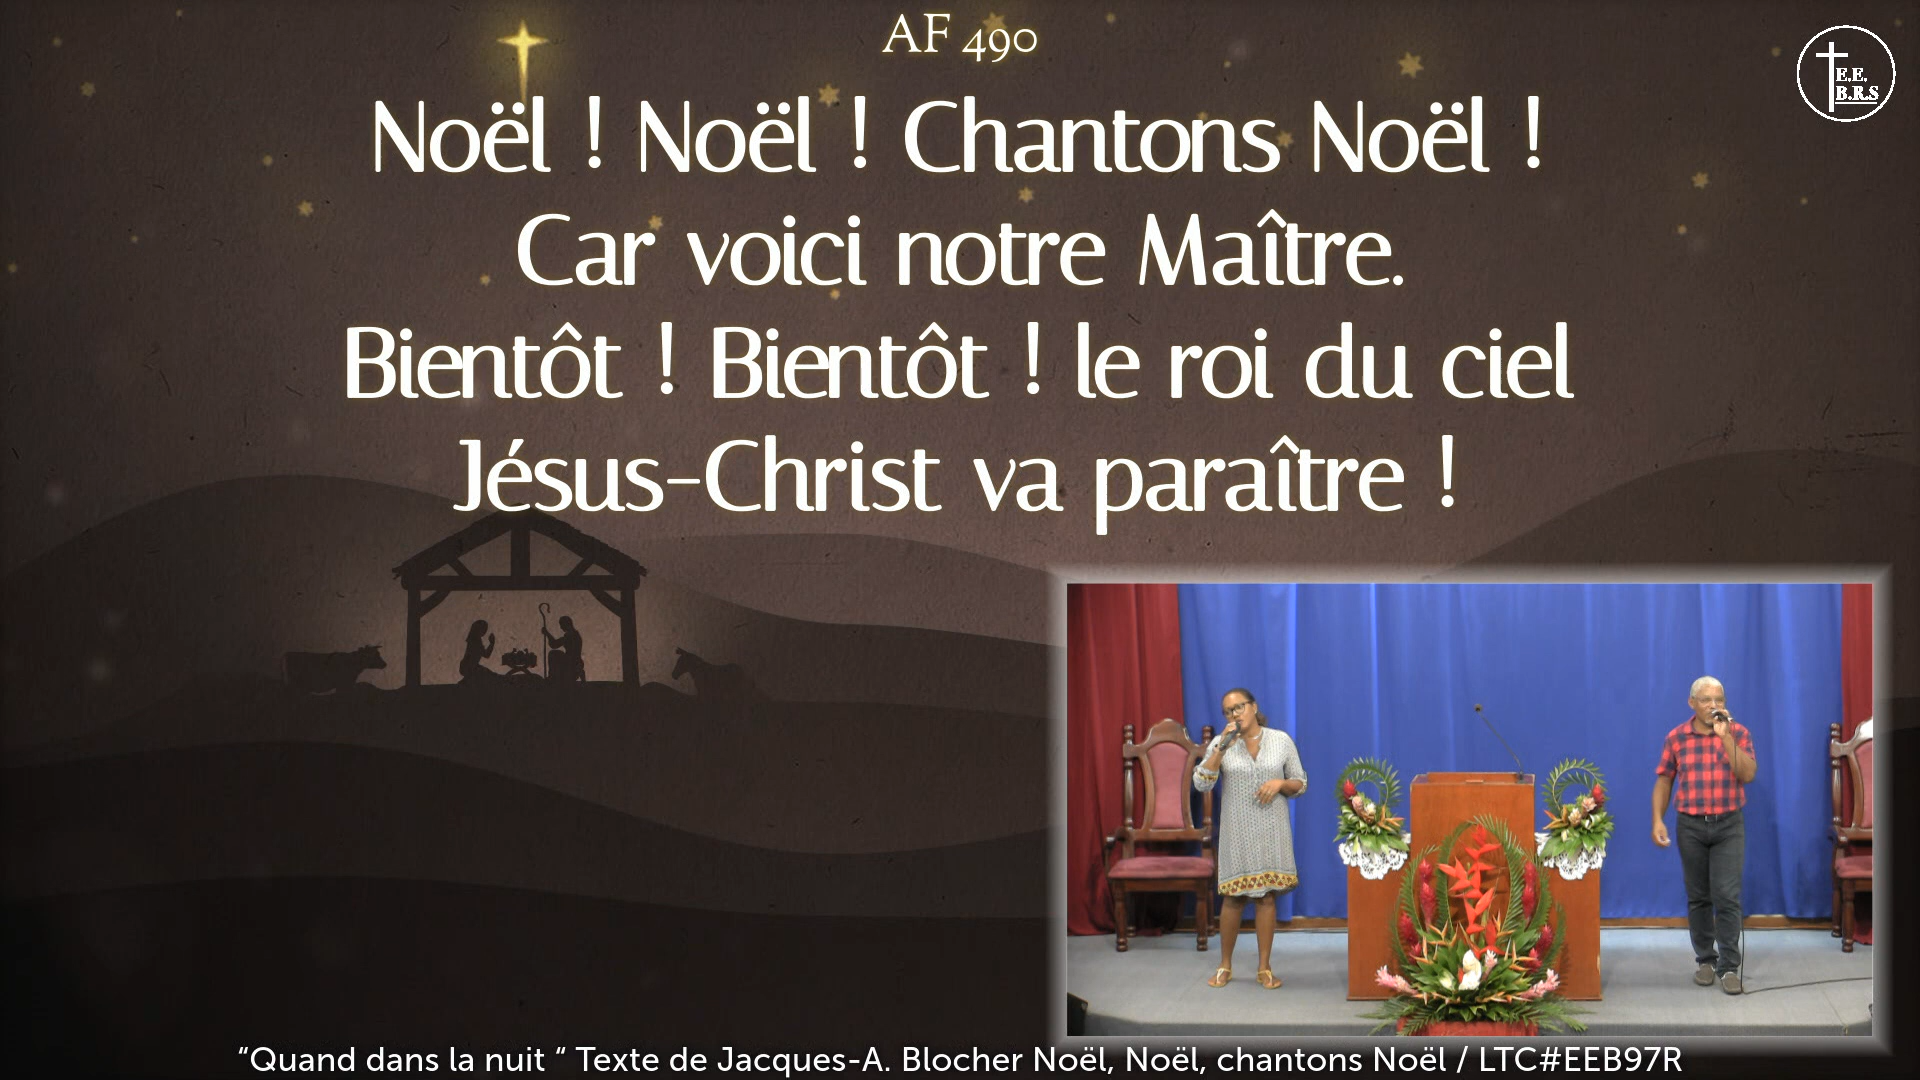 AF 490
E.E.
B.R.S
Noël ! Noël ! Chantons Noël !
Car voici notre Maître.
Bientôt ! Bientôt ! le roi du ciel
Jésus-Christ va paraître !
“Quand dans la nuit “ Texte de Jacques-A. Blocher Noël, Noël, chantons Noël / LTC#EEB97R